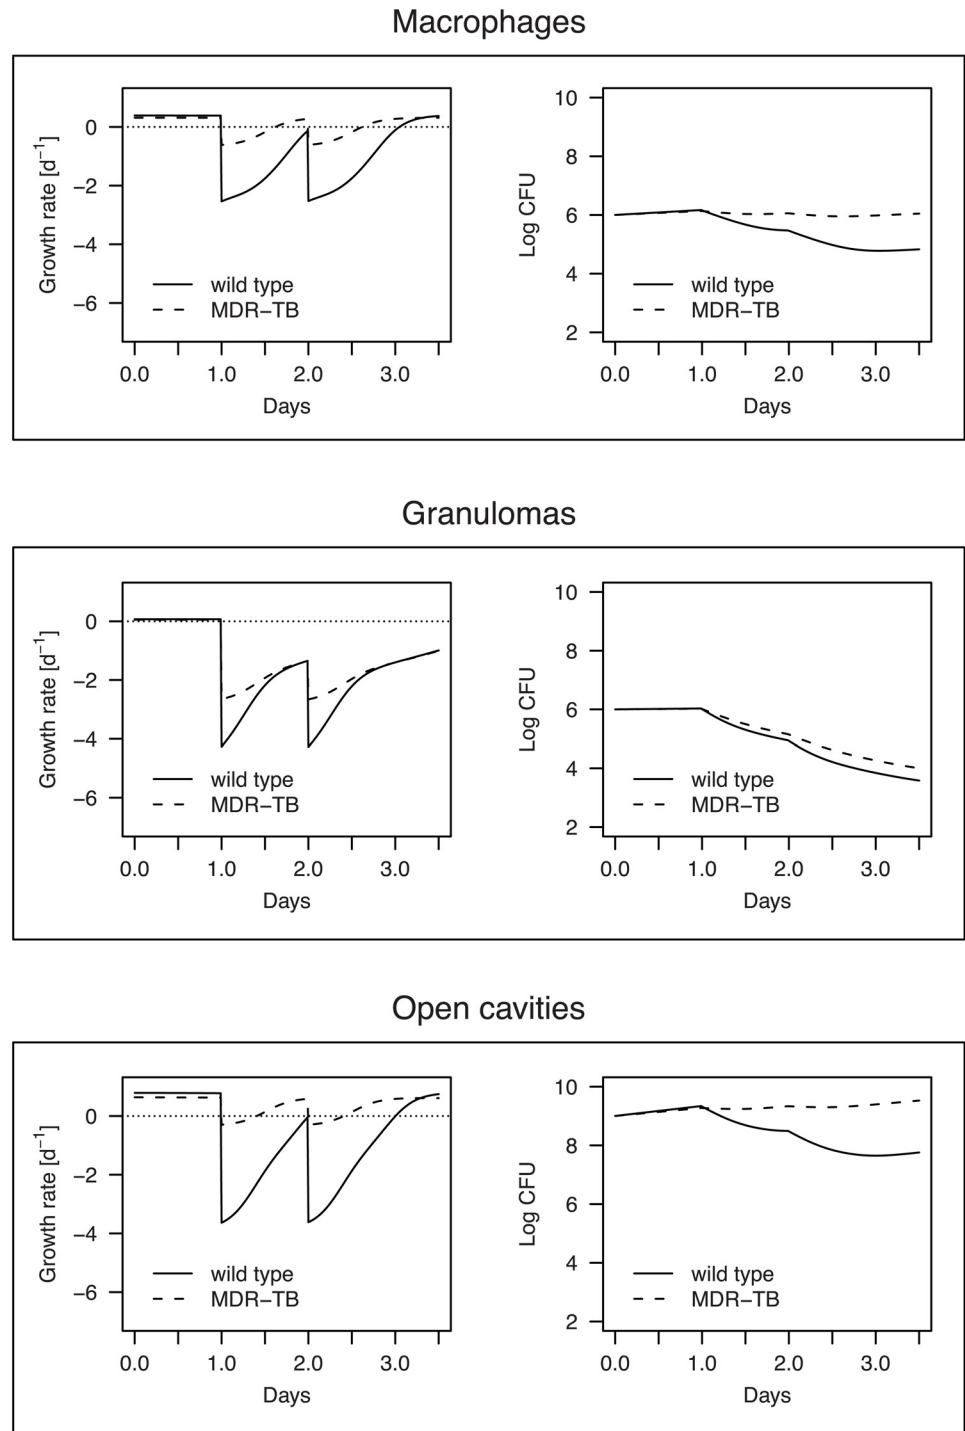 Macrophages
Growth rate [d−1]
0
−2
−4
−6
wild type
MDR−TB
0.0 1.0 2.0 3.0
Days
Log CFU
10
8
6
4
2
wild type
MDR−TB
0.0 1.0 2.0 3.0
Days
Granulomas
Growth rate [d−1]
0
−2
−4
−6
wild type
MDR−TB
0.0 1.0 2.0 3.0
Days
Log CFU
10
8
6
4
2
wild type
MDR−TB
0.0 1.0 2.0 3.0
Days
Open cavities
Growth rate [d−1]
0
−2
−4
−6
wild type
MDR−TB
0.0 1.0 2.0 3.0
Days
Log CFU
10
8
6
4
2
wild type
MDR−TB
0.0 1.0 2.0 3.0
Days